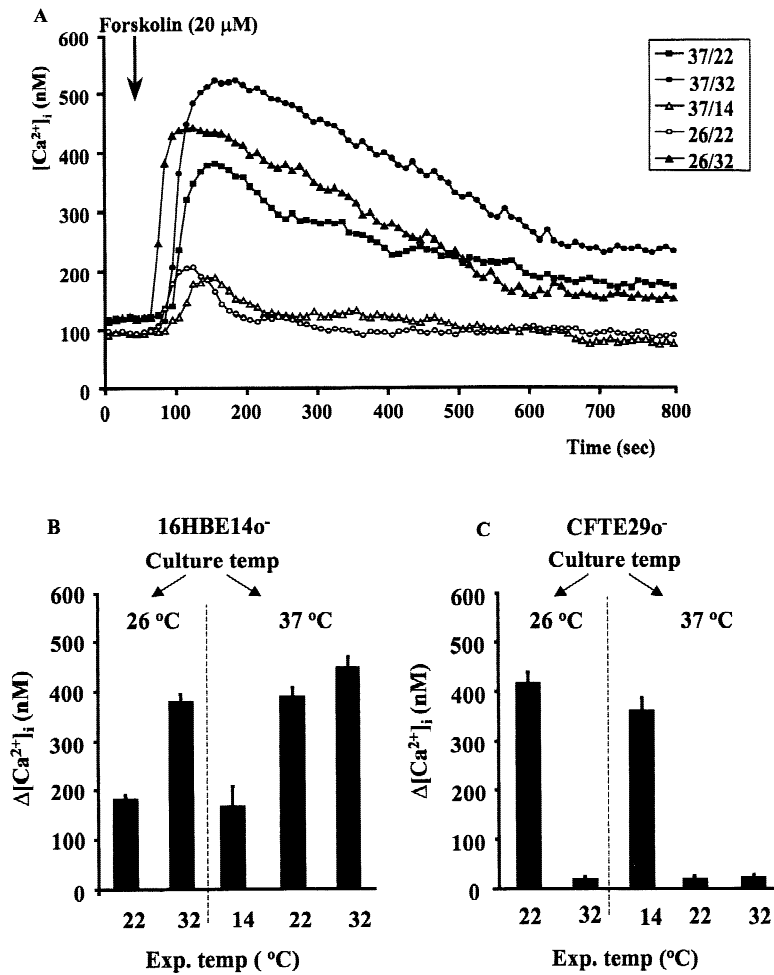 A
Forskolin (20 μM)
600
500
400
300
200
100
0
[Ca²⁺]ᵢ (nM)
37/22
37/32
37/14
26/22
26/32
0 100 200 300 400 500 600 700 800
Time (sec)
B
16HBE14o⁻
Culture temp
26 °C 37 °C
600
500
400
300
200
100
0
Δ[Ca²⁺]ᵢ (nM)
22 32 14 22 32
Exp. temp ( °C)
C
CFTE29o⁻
Culture temp
26 °C 37 °C
600
500
400
300
200
100
0
Δ[Ca²⁺]ᵢ (nM)
22 32 14 22 32
Exp. temp (°C)